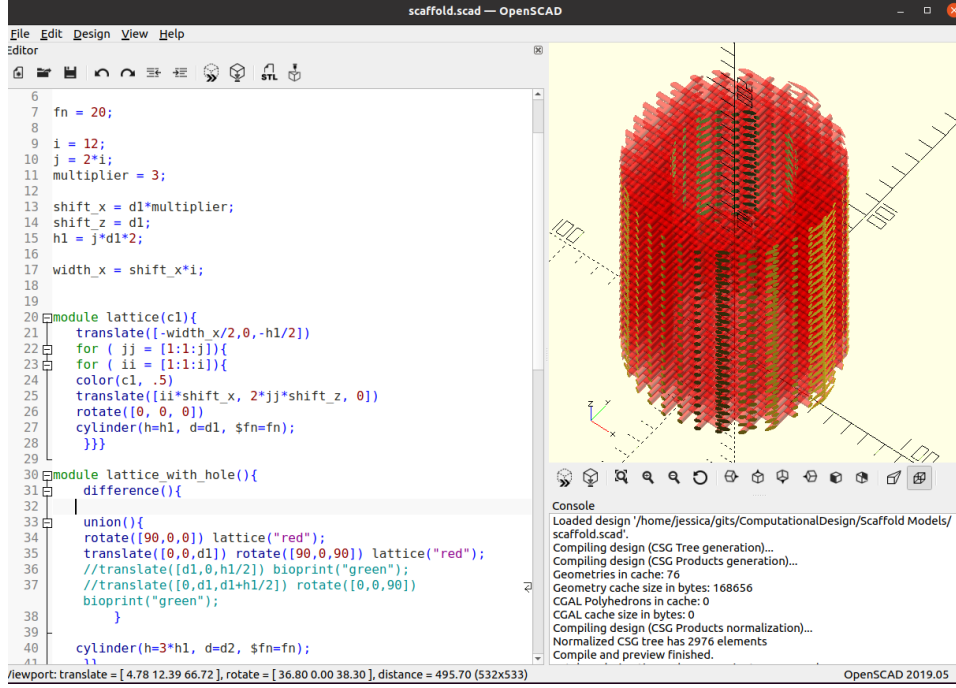 scaffold.scad — OpenSCAD
File Edit Design View Help
Editor
STL
6
7 fn = 20;
8
9 i = 12;
10 j = 2*i;
11 multiplier = 3;
12
13 shift_x = d1*multiplier;
14 shift_z = d1;
15 h1 = j*d1*2;
16
17 width_x = shift_x*i;
18
19
20 module lattice(c1){
21 translate([-width_x/2,0,-h1/2])
22 for ( jj = [1:1:j]){
23 for ( ii = [1:1:i]){
24 color(c1, .5)
25 translate([ii*shift_x, 2*jj*shift_z, 0])
26 rotate([0, 0, 0])
27 cylinder(h=h1, d=d1, $fn=fn);
28 }}}
29
30 module lattice_with_hole(){
31 difference(){
32
33 union(){
34 rotate([90,0,0]) lattice("red");
35 translate([0,0,d1]) rotate([90,0,90]) lattice("red");
36 //translate([d1,0,h1/2]) bioprint("green");
37 //translate([0,d1,d1+h1/2]) rotate([0,0,90])
bioprint("green");
38 }
39
40 cylinder(h=3*h1, d=d2, $fn=fn);
41 }}
100
100
z
y
x
Console
Loaded design '/home/jessica/gits/ComputationalDesign/Scaffold Models/
scaffold.scad'.
Compiling design (CSG Tree generation)...
Compiling design (CSG Products generation)...
Geometries in cache: 76
Geometry cache size in bytes: 168656
CGAL Polyhedrons in cache: 0
CGAL cache size in bytes: 0
Compiling design (CSG Products normalization)...
Normalized CSG tree has 2976 elements
Compile and preview finished.
Viewport: translate = [ 4.78 12.39 66.72 ], rotate = [ 36.80 0.00 38.30 ], distance = 495.70 (532x533)
OpenSCAD 2019.05